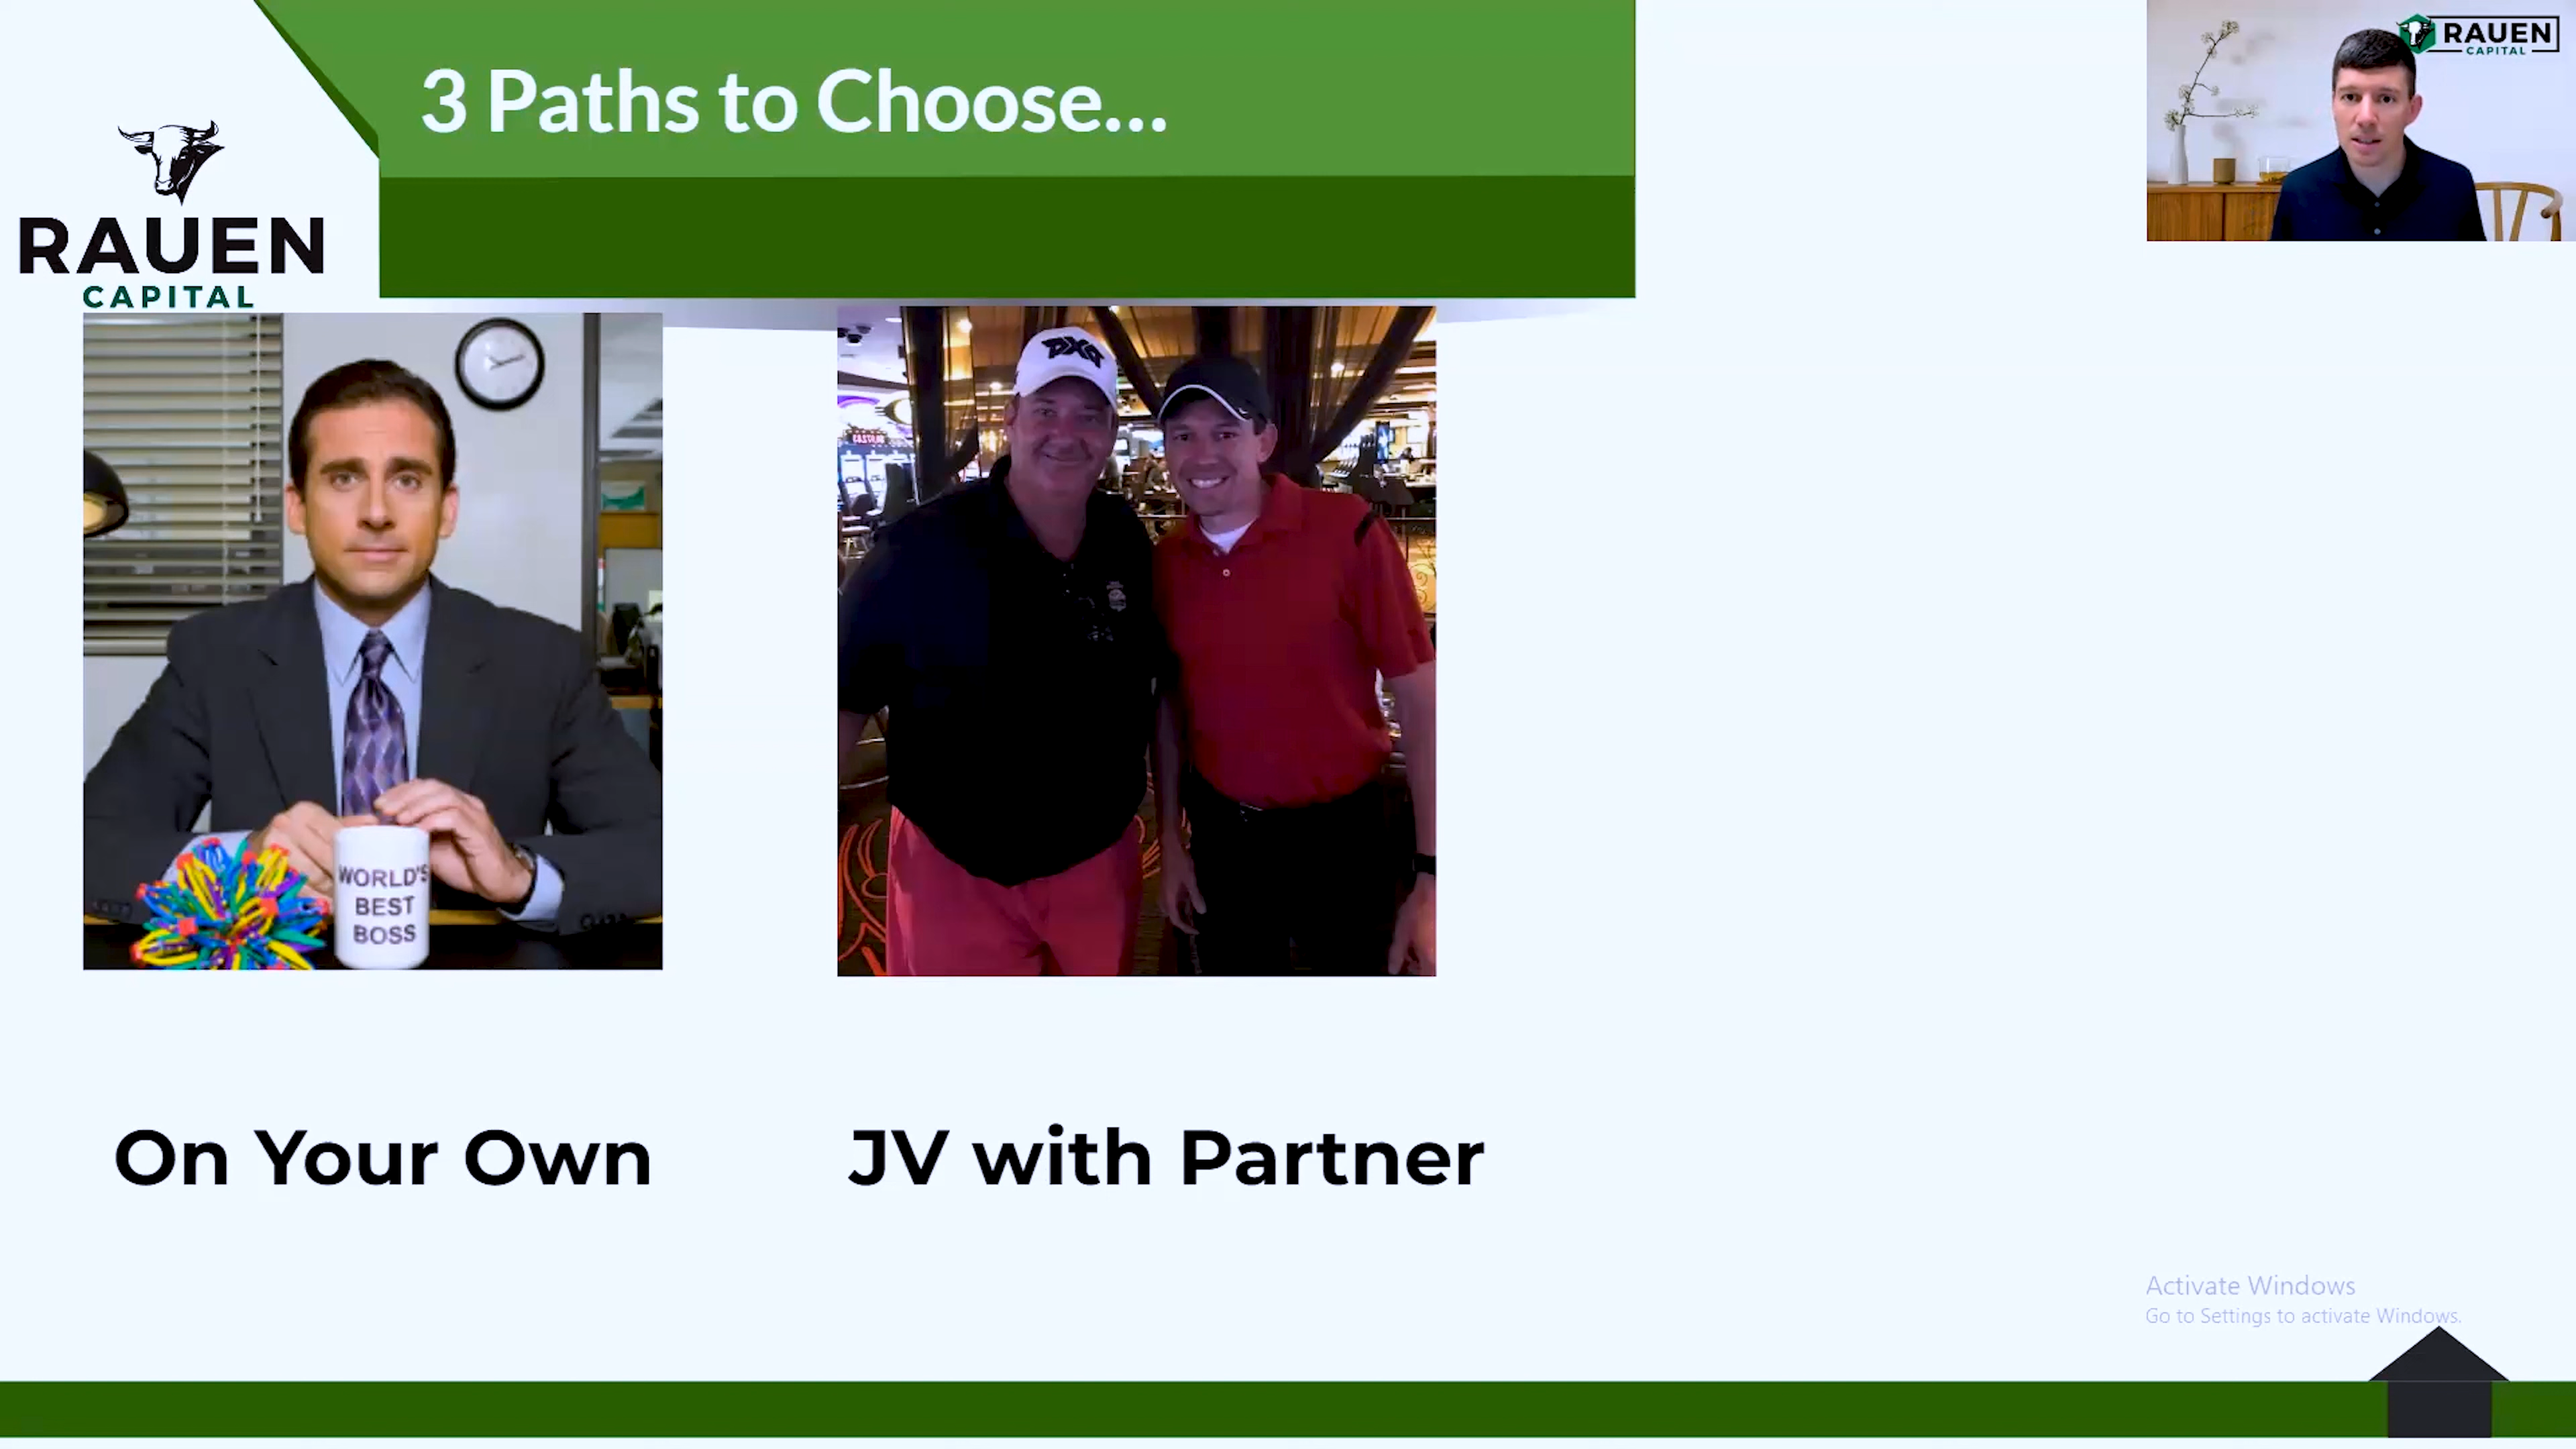 3 Paths to Choose...
RAUEN
CAPITAL
RAUEN
CAPITAL
PXG
WORLD'S
BEST
BOSS
On Your Own
JV with Partner
Activate Windows
Go to Settings to activate Windows.